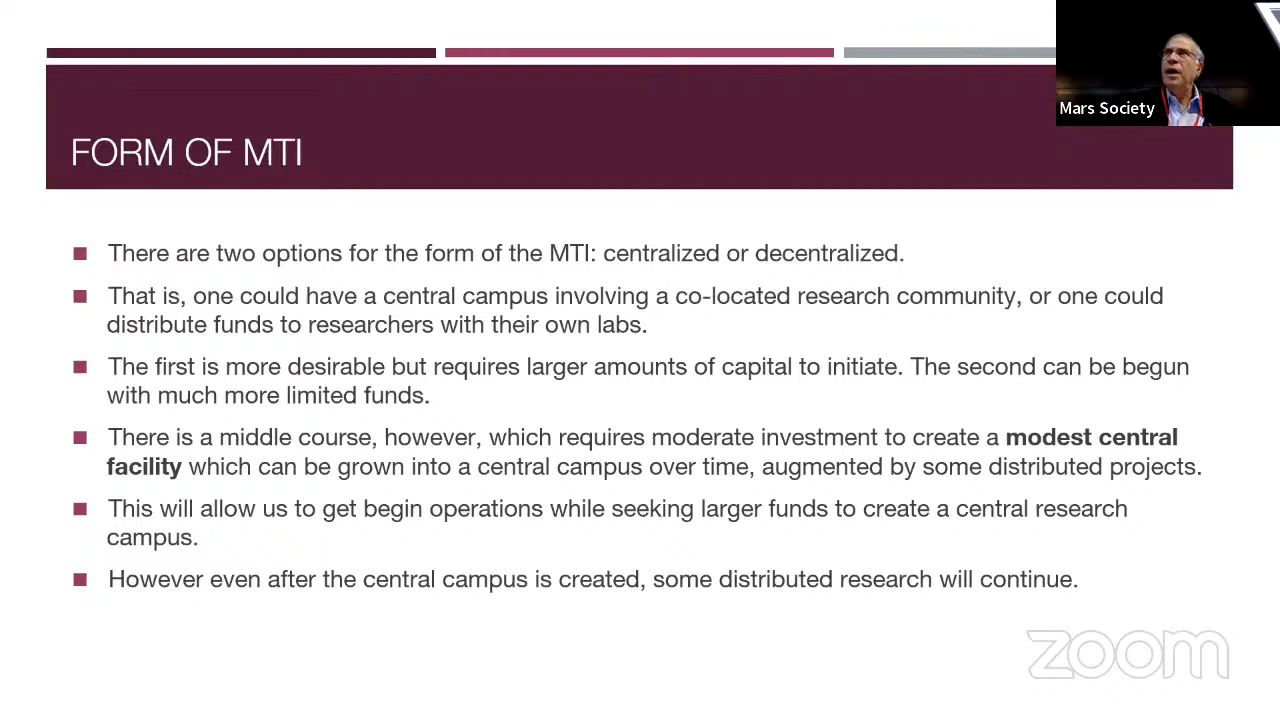 Mars Society
FORM OF MTI
There are two options for the form of the MTI: centralized or decentralized.
That is, one could have a central campus involving a co-located research community, or one could
distribute funds to researchers with their own labs.
The first is more desirable but requires larger amounts of capital to initiate. The second can be begun
with much more limited funds.
There is a middle course, however, which requires moderate investment to create a modest central
facility which can be grown into a central campus over time, augmented by some distributed projects.
This will allow us to get begin operations while seeking larger funds to create a central research
campus.
However even after the central campus is created, some distributed research will continue.
zoom